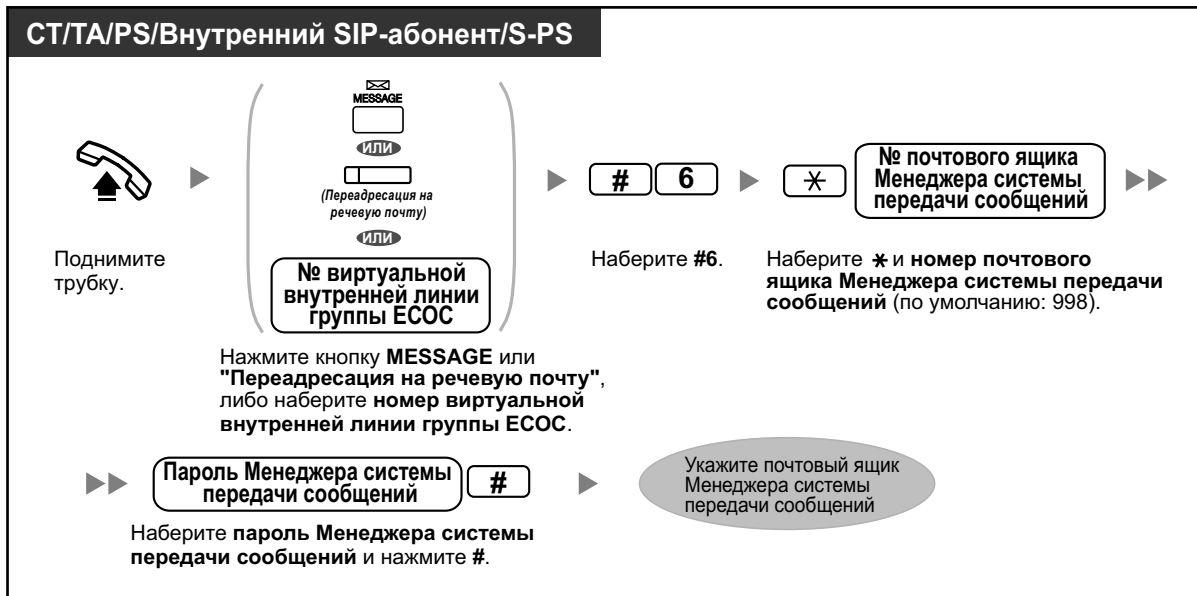 CT/TA/PS/Внутренний SIP-абонент/S-PS
Поднимите
трубку.
MESSAGE
ИЛИ
(Переадресация на
речевую почту)
ИЛИ
№ виртуальной
внутренней линии
группы ЕСОС
Нажмите кнопку MESSAGE или
"Переадресация на речевую почту",
либо наберите номер виртуальной
внутренней линии группы ЕСОС.
# 6
Наберите #6.
* № почтового ящика
Менеджера системы
передачи сообщений
Наберите * и номер почтового
ящика Менеджера системы передачи
сообщений (по умолчанию: 998).
Пароль Менеджера системы
передачи сообщений #
Наберите пароль Менеджера системы
передачи сообщений и нажмите #.
Укажите почтовый ящик
Менеджера системы
передачи сообщений